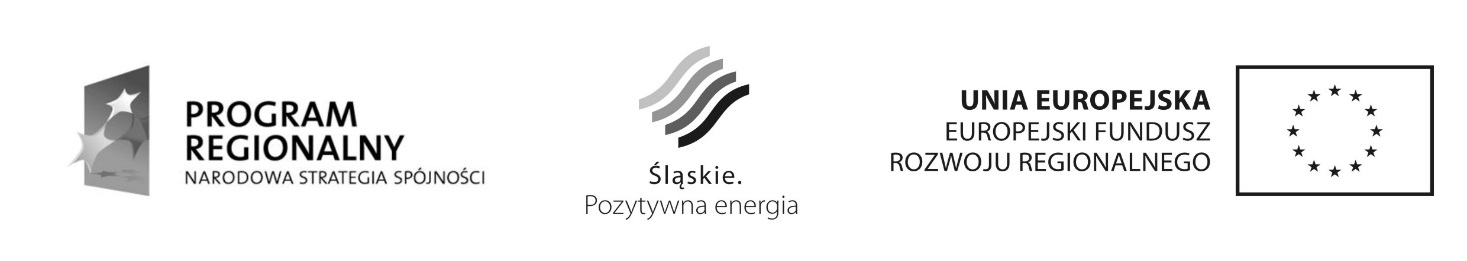 PROGRAM
REGIONALNY
NARODOWA STRATEGIA SPÓJNOŚCI
Śląskie.
Pozytywna energia
UNIA EUROPEJSKA
EUROPEJSKI FUNDUSZ
ROZWOJU REGIONALNEGO